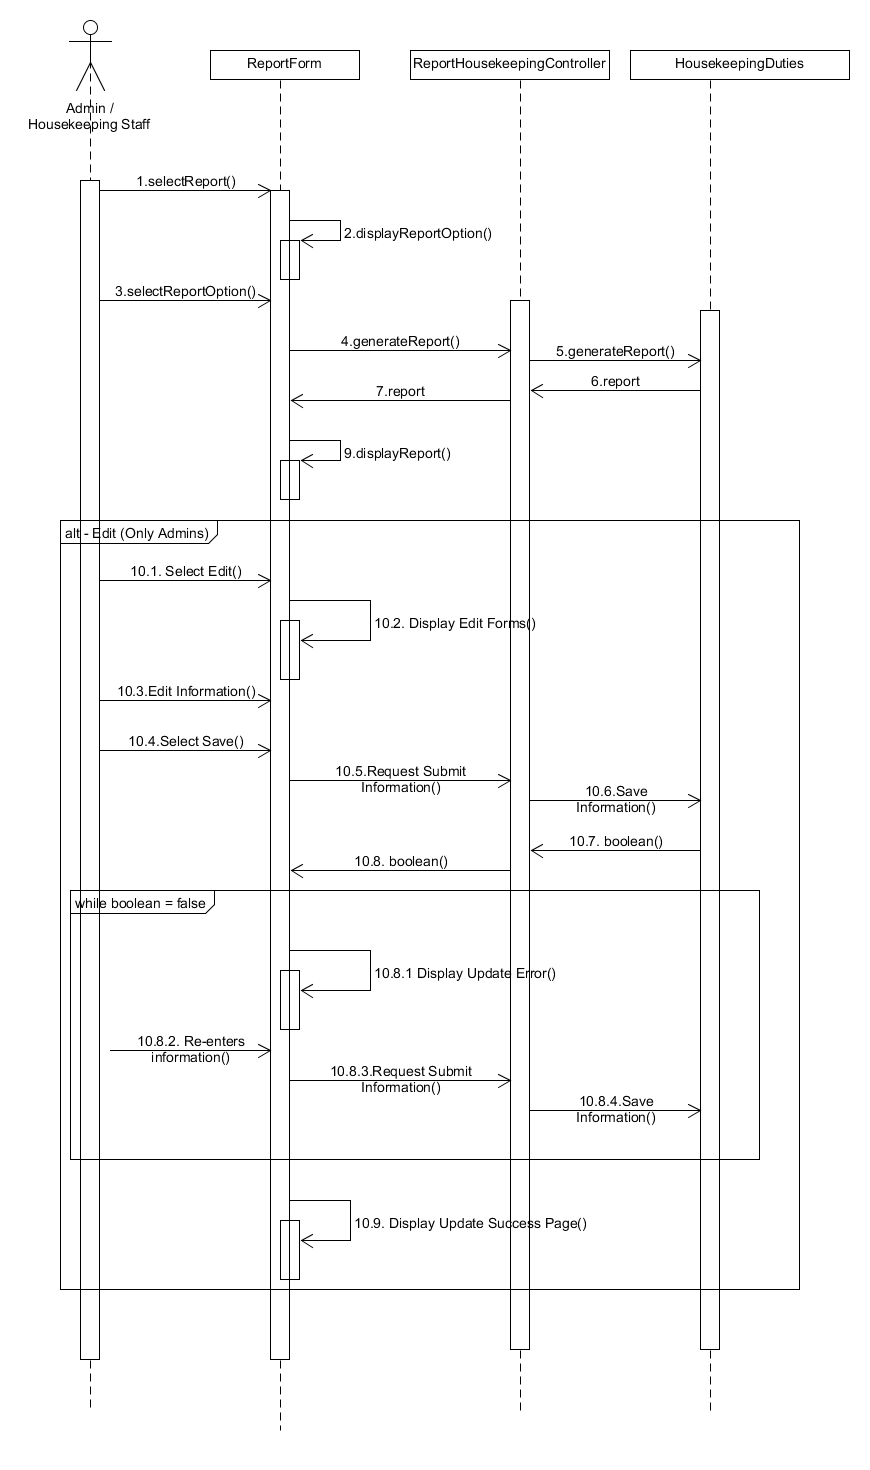 ReportForm
ReportHousekeepingController
HousekeepingDuties
Admin /
Housekeeping Staff
1.selectReport()
2.displayReportOption()
3.selectReportOption()
4.generateReport()
5.generateReport()
6.report
7.report
9.displayReport()
alt - Edit (Only Admins)
10.1. Select Edit()
10.2. Display Edit Forms()
10.3.Edit Information()
10.4.Select Save()
10.5.Request Submit
Information()
10.6.Save
Information()
10.7. boolean()
10.8. boolean()
while boolean = false
10.8.1 Display Update Error()
10.8.2. Re-enters
information()
10.8.3.Request Submit
Information()
10.8.4.Save
Information()
10.9. Display Update Success Page()